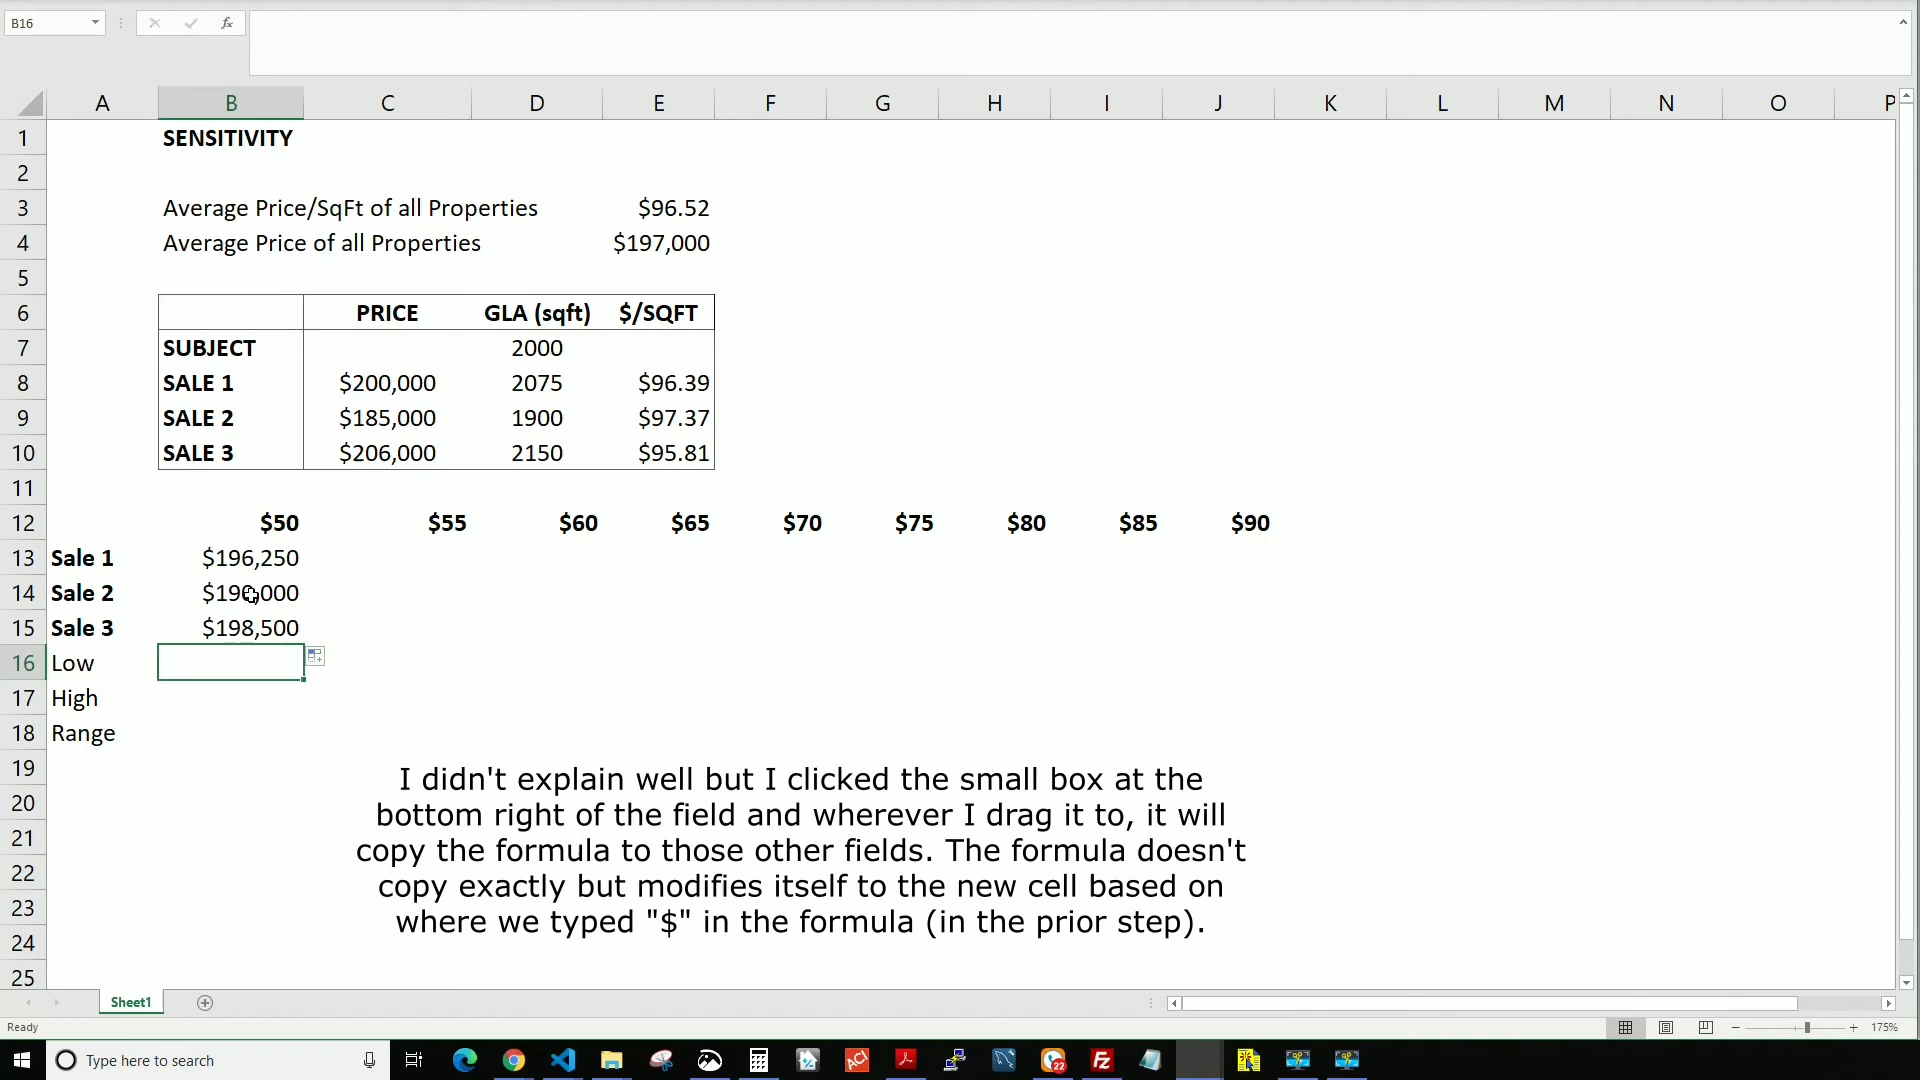 B16
fx
A B C D E F G H I J K L M N O P
1 SENSITIVITY
2
3 Average Price/SqFt of all Properties $96.52
4 Average Price of all Properties $197,000
5
6 PRICE GLA (sqft) $/SQFT
7 SUBJECT 2000
8 SALE 1 $200,000 2075 $96.39
9 SALE 2 $185,000 1900 $97.37
10 SALE 3 $206,000 2150 $95.81
11
12 $50 $55 $60 $65 $70 $75 $80 $85 $90
13 Sale 1 $196,250
14 Sale 2 $190,000
15 Sale 3 $198,500
16 Low
17 High
18 Range
19 I didn't explain well but I clicked the small box at the
20 bottom right of the field and wherever I drag it to, it will
21 copy the formula to those other fields. The formula doesn't
22 copy exactly but modifies itself to the new cell based on
23 where we typed "$" in the formula (in the prior step).
24
25
Sheet1
Ready 175%
Type here to search ACI 22 FZ